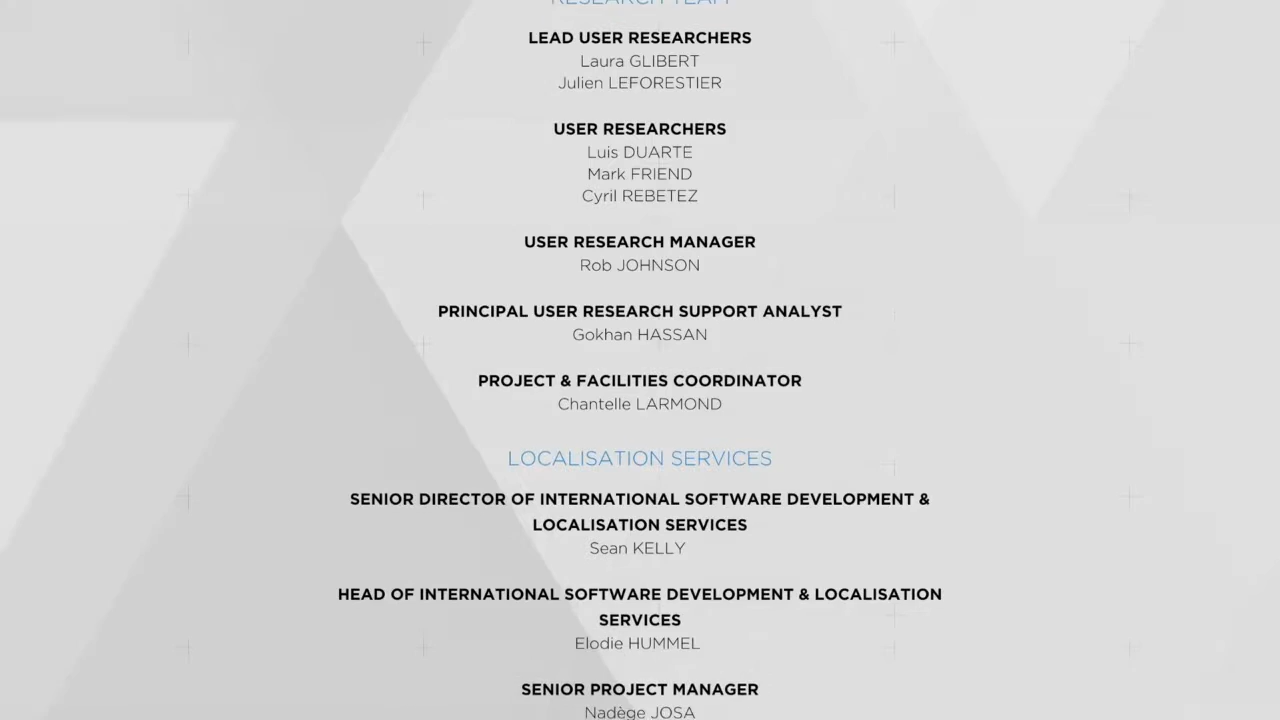 RESEARCH TEAM
LEAD USER RESEARCHERS
Laura GLIBERT
Julien LEFORESTIER
USER RESEARCHERS
Luis DUARTE
Mark FRIEND
Cyril REBETEZ
USER RESEARCH MANAGER
Rob JOHNSON
PRINCIPAL USER RESEARCH SUPPORT ANALYST
Gokhan HASSAN
PROJECT & FACILITIES COORDINATOR
Chantelle LARMOND
LOCALISATION SERVICES
SENIOR DIRECTOR OF INTERNATIONAL SOFTWARE DEVELOPMENT &
LOCALISATION SERVICES
Sean KELLY
HEAD OF INTERNATIONAL SOFTWARE DEVELOPMENT & LOCALISATION
SERVICES
Elodie HUMMEL
SENIOR PROJECT MANAGER
Nadège JOSA